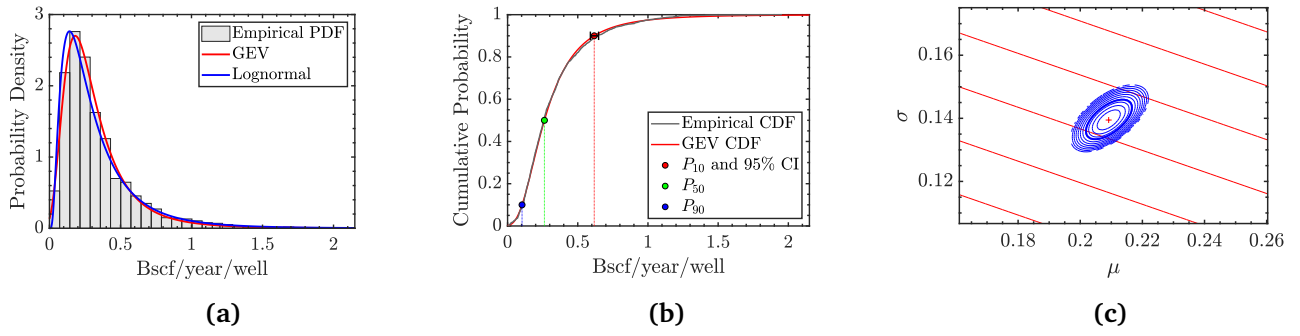 3
2
1
0
Probability Density
0
0.5
1
1.5
2
Bscf/year/well
Empirical PDF
GEV
Lognormal
(a)
1
0.8
0.6
0.4
0.2
0
Cumulative Probability
0
0.5
1
1.5
2
Bscf/year/well
Empirical CDF
GEV CDF
P10 and 95% CI
P50
P90
(b)
0.16
0.14
0.12
σ
0.18
0.2
0.22
0.24
0.26
μ
(c)